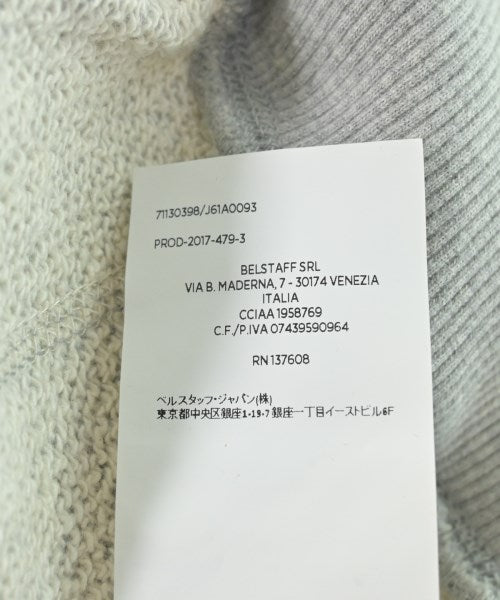 71130398/J61A0093
PROD-2017-479-3
BELSTAFF SRL
VIA B. MADERNA, 7 - 30174 VENEZIA
ITALIA
CCIAA 1958769
C.F./P.IVA 07439590964
RN 137608
ベルスタッフ・ジャパン(株)
東京都中央区銀座1-19-7 銀座一丁目イーストビル6F